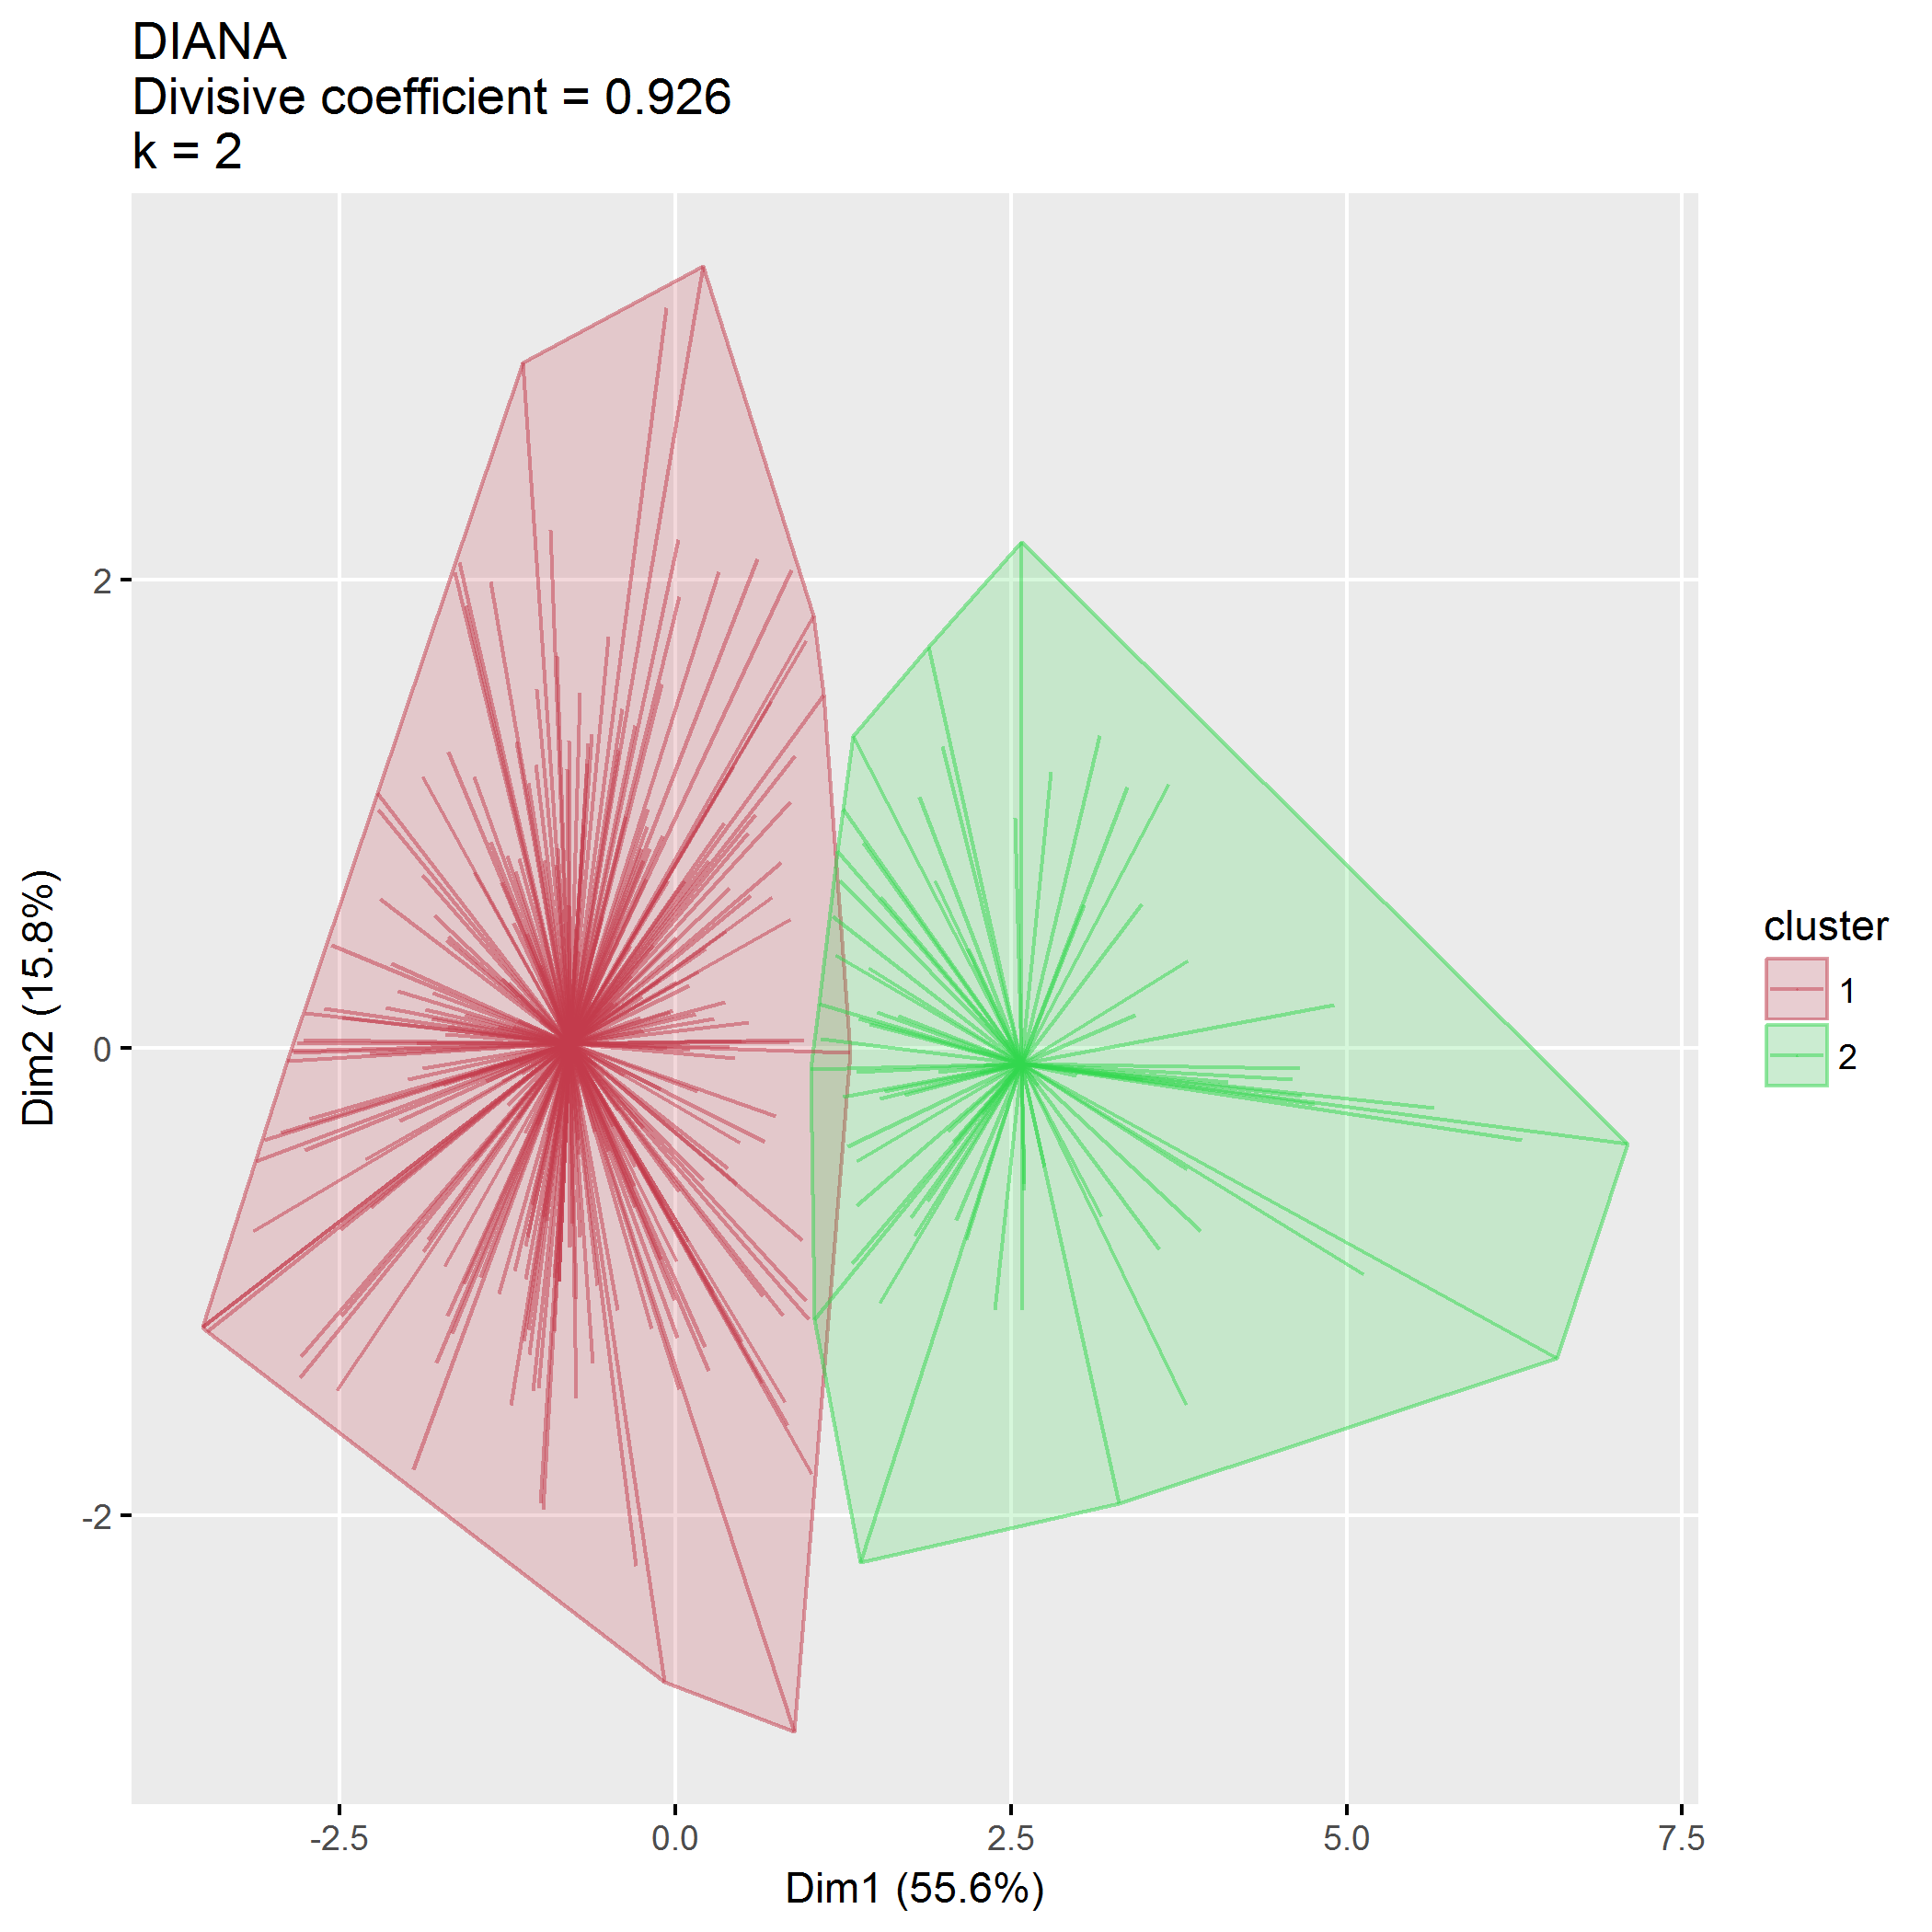 DIANA
Divisive coefficient = 0.926
k = 2
2
0
-2
Dim2 (15.8%)
-2.5
0.0
2.5
5.0
7.5
Dim1 (55.6%)
cluster
1
2